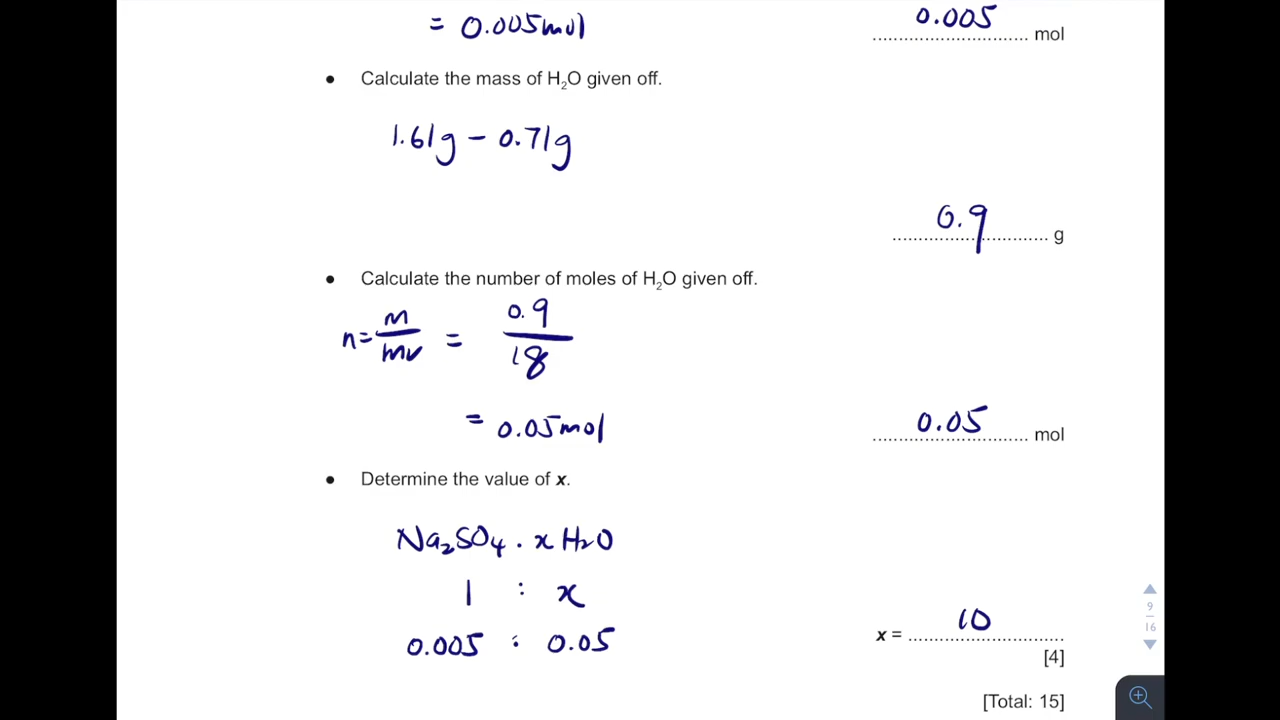 = 0.005mol
0.005
........................... mol
• Calculate the mass of H₂O given off.
1.61g – 0.71g
0.9
........................... g
• Calculate the number of moles of H₂O given off.
n = m/mr = 0.9/18
= 0.05mol
0.05
........................... mol
• Determine the value of x.
Na₂SO₄ . x H₂O
1 : x
0.005 : 0.05
10
x = ...........................
[4]
[Total: 15]
9
16